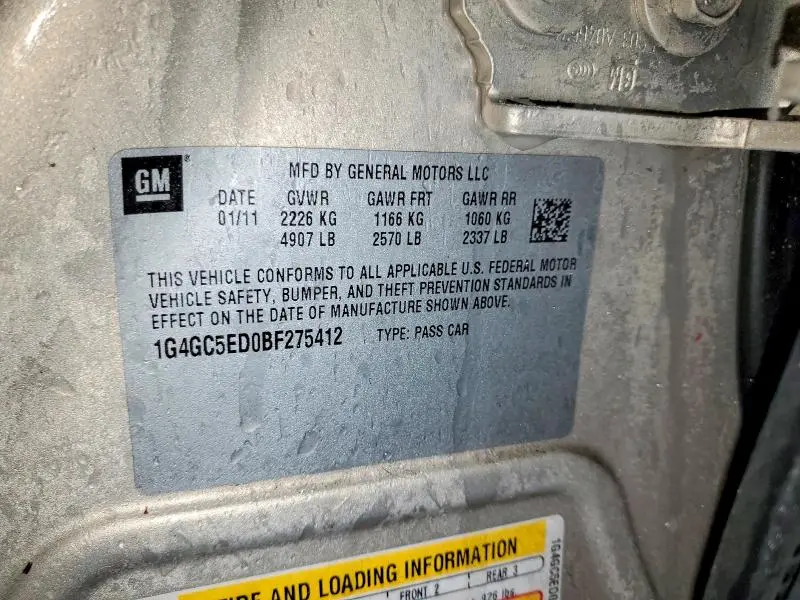 GM
MFD BY GENERAL MOTORS LLC
DATE GVWR GAWR FRT GAWR RR
01/11 2226 KG 1166 KG 1060 KG
4907 LB 2570 LB 2337 LB
THIS VEHICLE CONFORMS TO ALL APPLICABLE U.S. FEDERAL MOTOR
VEHICLE SAFETY, BUMPER, AND THEFT PREVENTION STANDARDS IN
EFFECT ON THE DATE OF MANUFACTURE SHOWN ABOVE.
1G4GC5ED0BF275412 TYPE: PASS CAR
AND LOADING INFORMATION
FRONT 2 REAR 3
lbs.